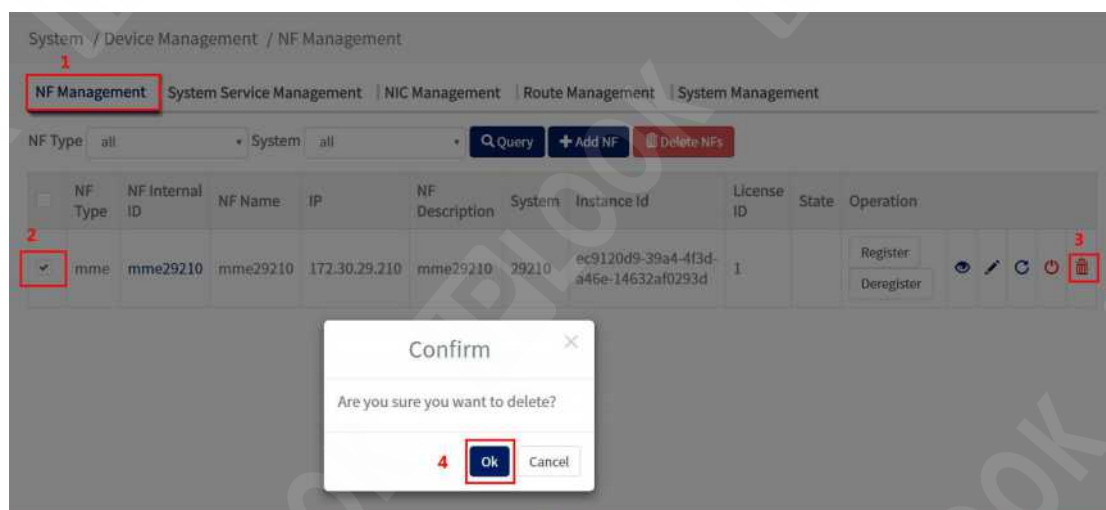 System / Device Management / NF Management
1
NF Management System Service Management | NIC Management | Route Management | System Management
NF Type all System all Query + Add NF Delete NFs
NF Type NF Internal ID NF Name IP NF Description System Instance Id License ID State Operation
2 3
mme mme29210 mme29210 172.30.29.210 mme29210 29210 ec9120d9-39a4-4f3d-a46e-14632af0293d 1 Register
Deregister
Confirm ×
Are you sure you want to delete?
4 Ok Cancel